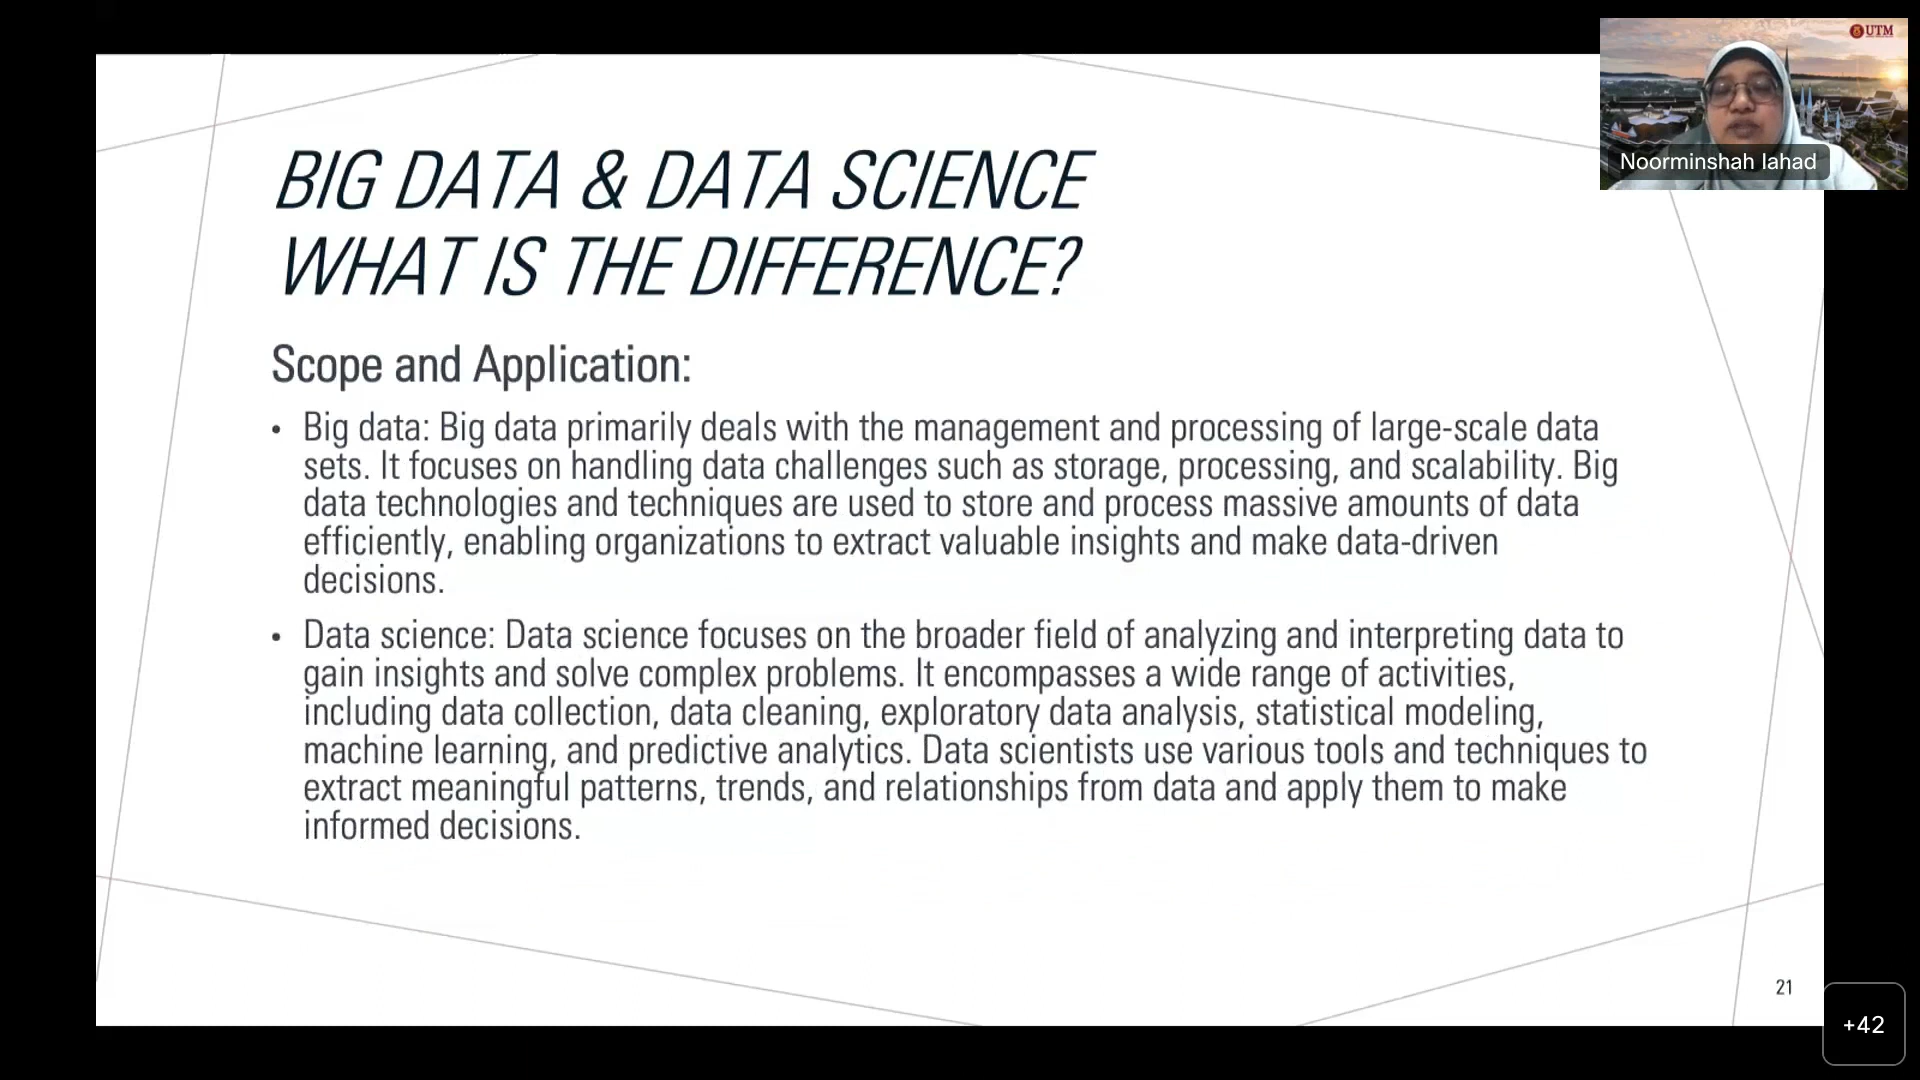 BIG DATA & DATA SCIENCE
WHAT IS THE DIFFERENCE?
Scope and Application:
• Big data: Big data primarily deals with the management and processing of large-scale data
sets. It focuses on handling data challenges such as storage, processing, and scalability. Big
data technologies and techniques are used to store and process massive amounts of data
efficiently, enabling organizations to extract valuable insights and make data-driven
decisions.
• Data science: Data science focuses on the broader field of analyzing and interpreting data to
gain insights and solve complex problems. It encompasses a wide range of activities,
including data collection, data cleaning, exploratory data analysis, statistical modeling,
machine learning, and predictive analytics. Data scientists use various tools and techniques to
extract meaningful patterns, trends, and relationships from data and apply them to make
informed decisions.
21
UTM
Noorminshah Iahad
+42